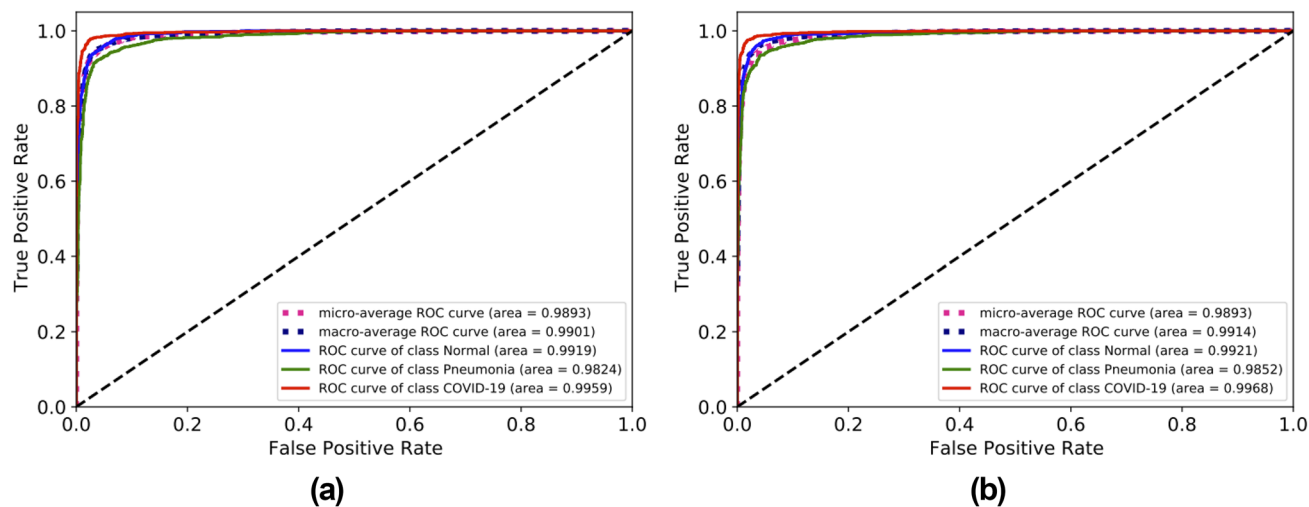 1.0
0.8
0.6
0.4
0.2
0.0
True Positive Rate
micro-average ROC curve (area = 0.9893)
macro-average ROC curve (area = 0.9901)
ROC curve of class Normal (area = 0.9919)
ROC curve of class Pneumonia (area = 0.9824)
ROC curve of class COVID-19 (area = 0.9959)
0.0 0.2 0.4 0.6 0.8 1.0
False Positive Rate
(a)
1.0
0.8
0.6
0.4
0.2
0.0
True Positive Rate
micro-average ROC curve (area = 0.9893)
macro-average ROC curve (area = 0.9914)
ROC curve of class Normal (area = 0.9921)
ROC curve of class Pneumonia (area = 0.9852)
ROC curve of class COVID-19 (area = 0.9968)
0.0 0.2 0.4 0.6 0.8 1.0
False Positive Rate
(b)